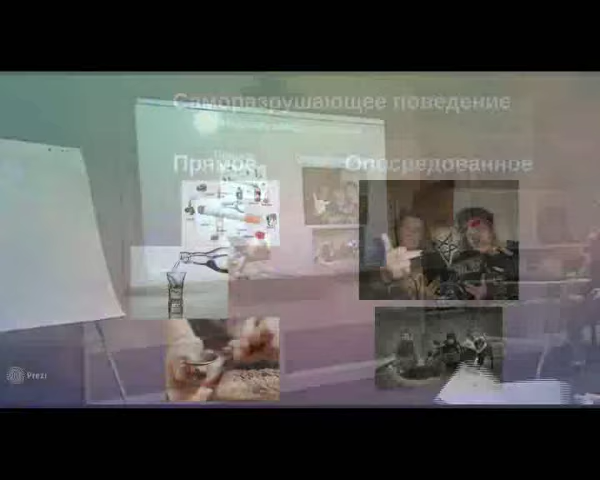 Саморазрушающее поведение
Прямое
Опосредованное
Prezi